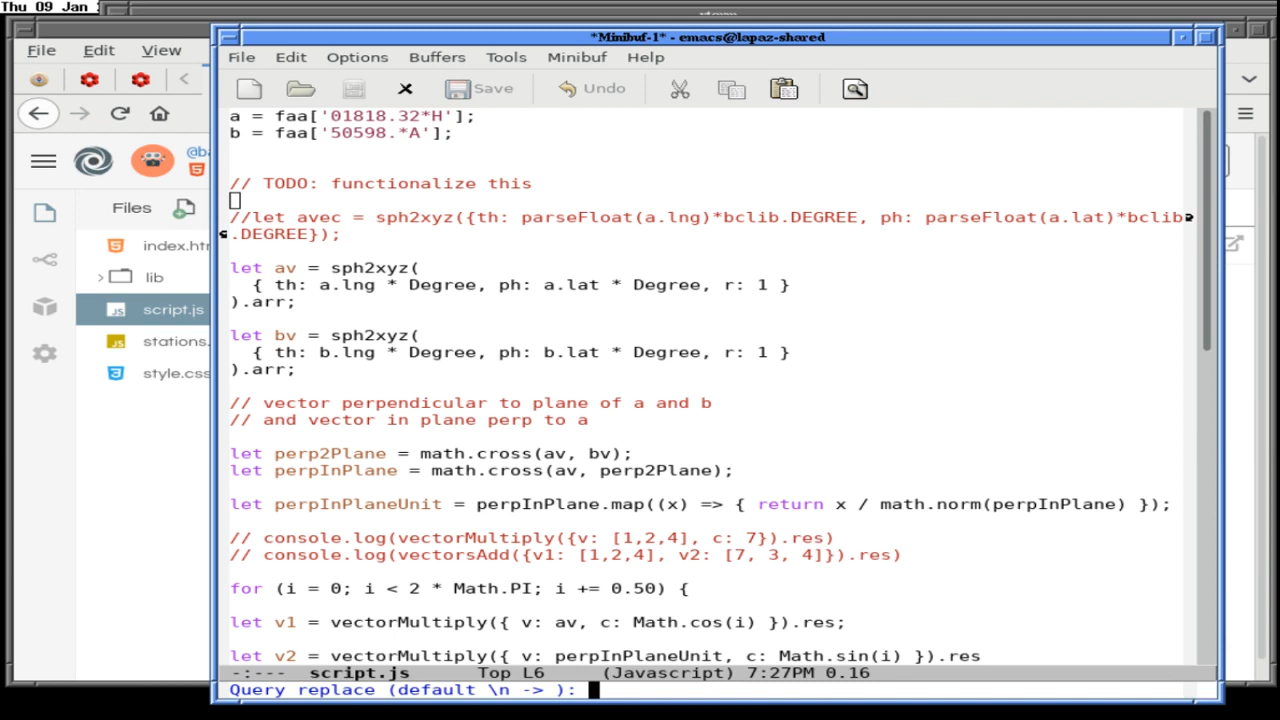 Thu 09 Jan
*Minibuf-1* - emacs@lapaz-shared
File Edit View
File Edit Options Buffers Tools Minibuf Help
Save Undo
@ba
Files
index.htm
lib
script.js
stations.
style.css
a = faa['01818.32*H'];
b = faa['50598.*A'];
// TODO: functionalize this
//let avec = sph2xyz({th: parseFloat(a.lng)*bclib.DEGREE, ph: parseFloat(a.lat)*bclib
.DEGREE});
let av = sph2xyz(
{ th: a.lng * Degree, ph: a.lat * Degree, r: 1 }
).arr;
let bv = sph2xyz(
{ th: b.lng * Degree, ph: b.lat * Degree, r: 1 }
).arr;
// vector perpendicular to plane of a and b
// and vector in plane perp to a
let perp2Plane = math.cross(av, bv);
let perpInPlane = math.cross(av, perp2Plane);
let perpInPlaneUnit = perpInPlane.map((x) => { return x / math.norm(perpInPlane) });
// console.log(vectorMultiply({v: [1,2,4], c: 7}).res)
// console.log(vectorsAdd({v1: [1,2,4], v2: [7, 3, 4]}).res)
for (i = 0; i < 2 * Math.PI; i += 0.50) {
let v1 = vectorMultiply({ v: av, c: Math.cos(i) }).res;
let v2 = vectorMultiply({ v: perpInPlaneUnit, c: Math.sin(i) }).res
-:--- script.js Top L6 (Javascript) 7:27PM 0.16
Query replace (default \n -> ):